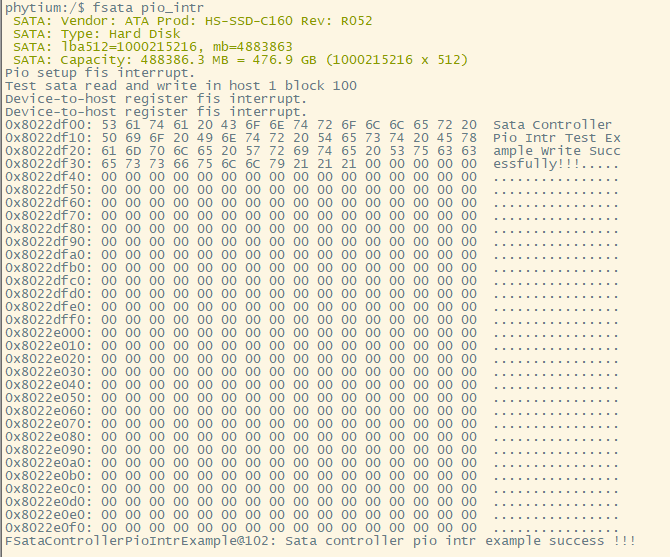 phytium:/$ fsata pio_intr
SATA: Vendor: ATA Prod: HS-SSD-C160 Rev: R052
SATA: Type: Hard Disk
SATA: lba512=1000215216, mb=4883863
SATA: Capacity: 488386.3 MB = 476.9 GB (1000215216 x 512)
Pio setup fis interrupt.
Test sata read and write in host 1 block 100
Device-to-host register fis interrupt.
Device-to-host register fis interrupt.
0x8022df00: 53 61 74 61 20 43 6F 6E 74 72 6F 6C 6C 65 72 20  Sata Controller
0x8022df10: 50 69 6F 20 49 6E 74 72 20 54 65 73 74 20 45 78  Pio Intr Test Ex
0x8022df20: 61 6D 70 6C 65 20 57 72 69 74 65 20 53 75 63 63  ample Write Succ
0x8022df30: 65 73 73 66 75 6C 6C 79 21 21 21 00 00 00 00 00  essfully!!!.....
0x8022df40: 00 00 00 00 00 00 00 00 00 00 00 00 00 00 00 00  ................
0x8022df50: 00 00 00 00 00 00 00 00 00 00 00 00 00 00 00 00  ................
0x8022df60: 00 00 00 00 00 00 00 00 00 00 00 00 00 00 00 00  ................
0x8022df70: 00 00 00 00 00 00 00 00 00 00 00 00 00 00 00 00  ................
0x8022df80: 00 00 00 00 00 00 00 00 00 00 00 00 00 00 00 00  ................
0x8022df90: 00 00 00 00 00 00 00 00 00 00 00 00 00 00 00 00  ................
0x8022dfa0: 00 00 00 00 00 00 00 00 00 00 00 00 00 00 00 00  ................
0x8022dfb0: 00 00 00 00 00 00 00 00 00 00 00 00 00 00 00 00  ................
0x8022dfc0: 00 00 00 00 00 00 00 00 00 00 00 00 00 00 00 00  ................
0x8022dfd0: 00 00 00 00 00 00 00 00 00 00 00 00 00 00 00 00  ................
0x8022dfe0: 00 00 00 00 00 00 00 00 00 00 00 00 00 00 00 00  ................
0x8022dff0: 00 00 00 00 00 00 00 00 00 00 00 00 00 00 00 00  ................
0x8022e000: 00 00 00 00 00 00 00 00 00 00 00 00 00 00 00 00  ................
0x8022e010: 00 00 00 00 00 00 00 00 00 00 00 00 00 00 00 00  ................
0x8022e020: 00 00 00 00 00 00 00 00 00 00 00 00 00 00 00 00  ................
0x8022e030: 00 00 00 00 00 00 00 00 00 00 00 00 00 00 00 00  ................
0x8022e040: 00 00 00 00 00 00 00 00 00 00 00 00 00 00 00 00  ................
0x8022e050: 00 00 00 00 00 00 00 00 00 00 00 00 00 00 00 00  ................
0x8022e060: 00 00 00 00 00 00 00 00 00 00 00 00 00 00 00 00  ................
0x8022e070: 00 00 00 00 00 00 00 00 00 00 00 00 00 00 00 00  ................
0x8022e080: 00 00 00 00 00 00 00 00 00 00 00 00 00 00 00 00  ................
0x8022e090: 00 00 00 00 00 00 00 00 00 00 00 00 00 00 00 00  ................
0x8022e0a0: 00 00 00 00 00 00 00 00 00 00 00 00 00 00 00 00  ................
0x8022e0b0: 00 00 00 00 00 00 00 00 00 00 00 00 00 00 00 00  ................
0x8022e0c0: 00 00 00 00 00 00 00 00 00 00 00 00 00 00 00 00  ................
0x8022e0d0: 00 00 00 00 00 00 00 00 00 00 00 00 00 00 00 00  ................
0x8022e0e0: 00 00 00 00 00 00 00 00 00 00 00 00 00 00 00 00  ................
0x8022e0f0: 00 00 00 00 00 00 00 00 00 00 00 00 00 00 00 00  ................
FSataControllerPioIntrExample@102: Sata controller pio intr example success !!!